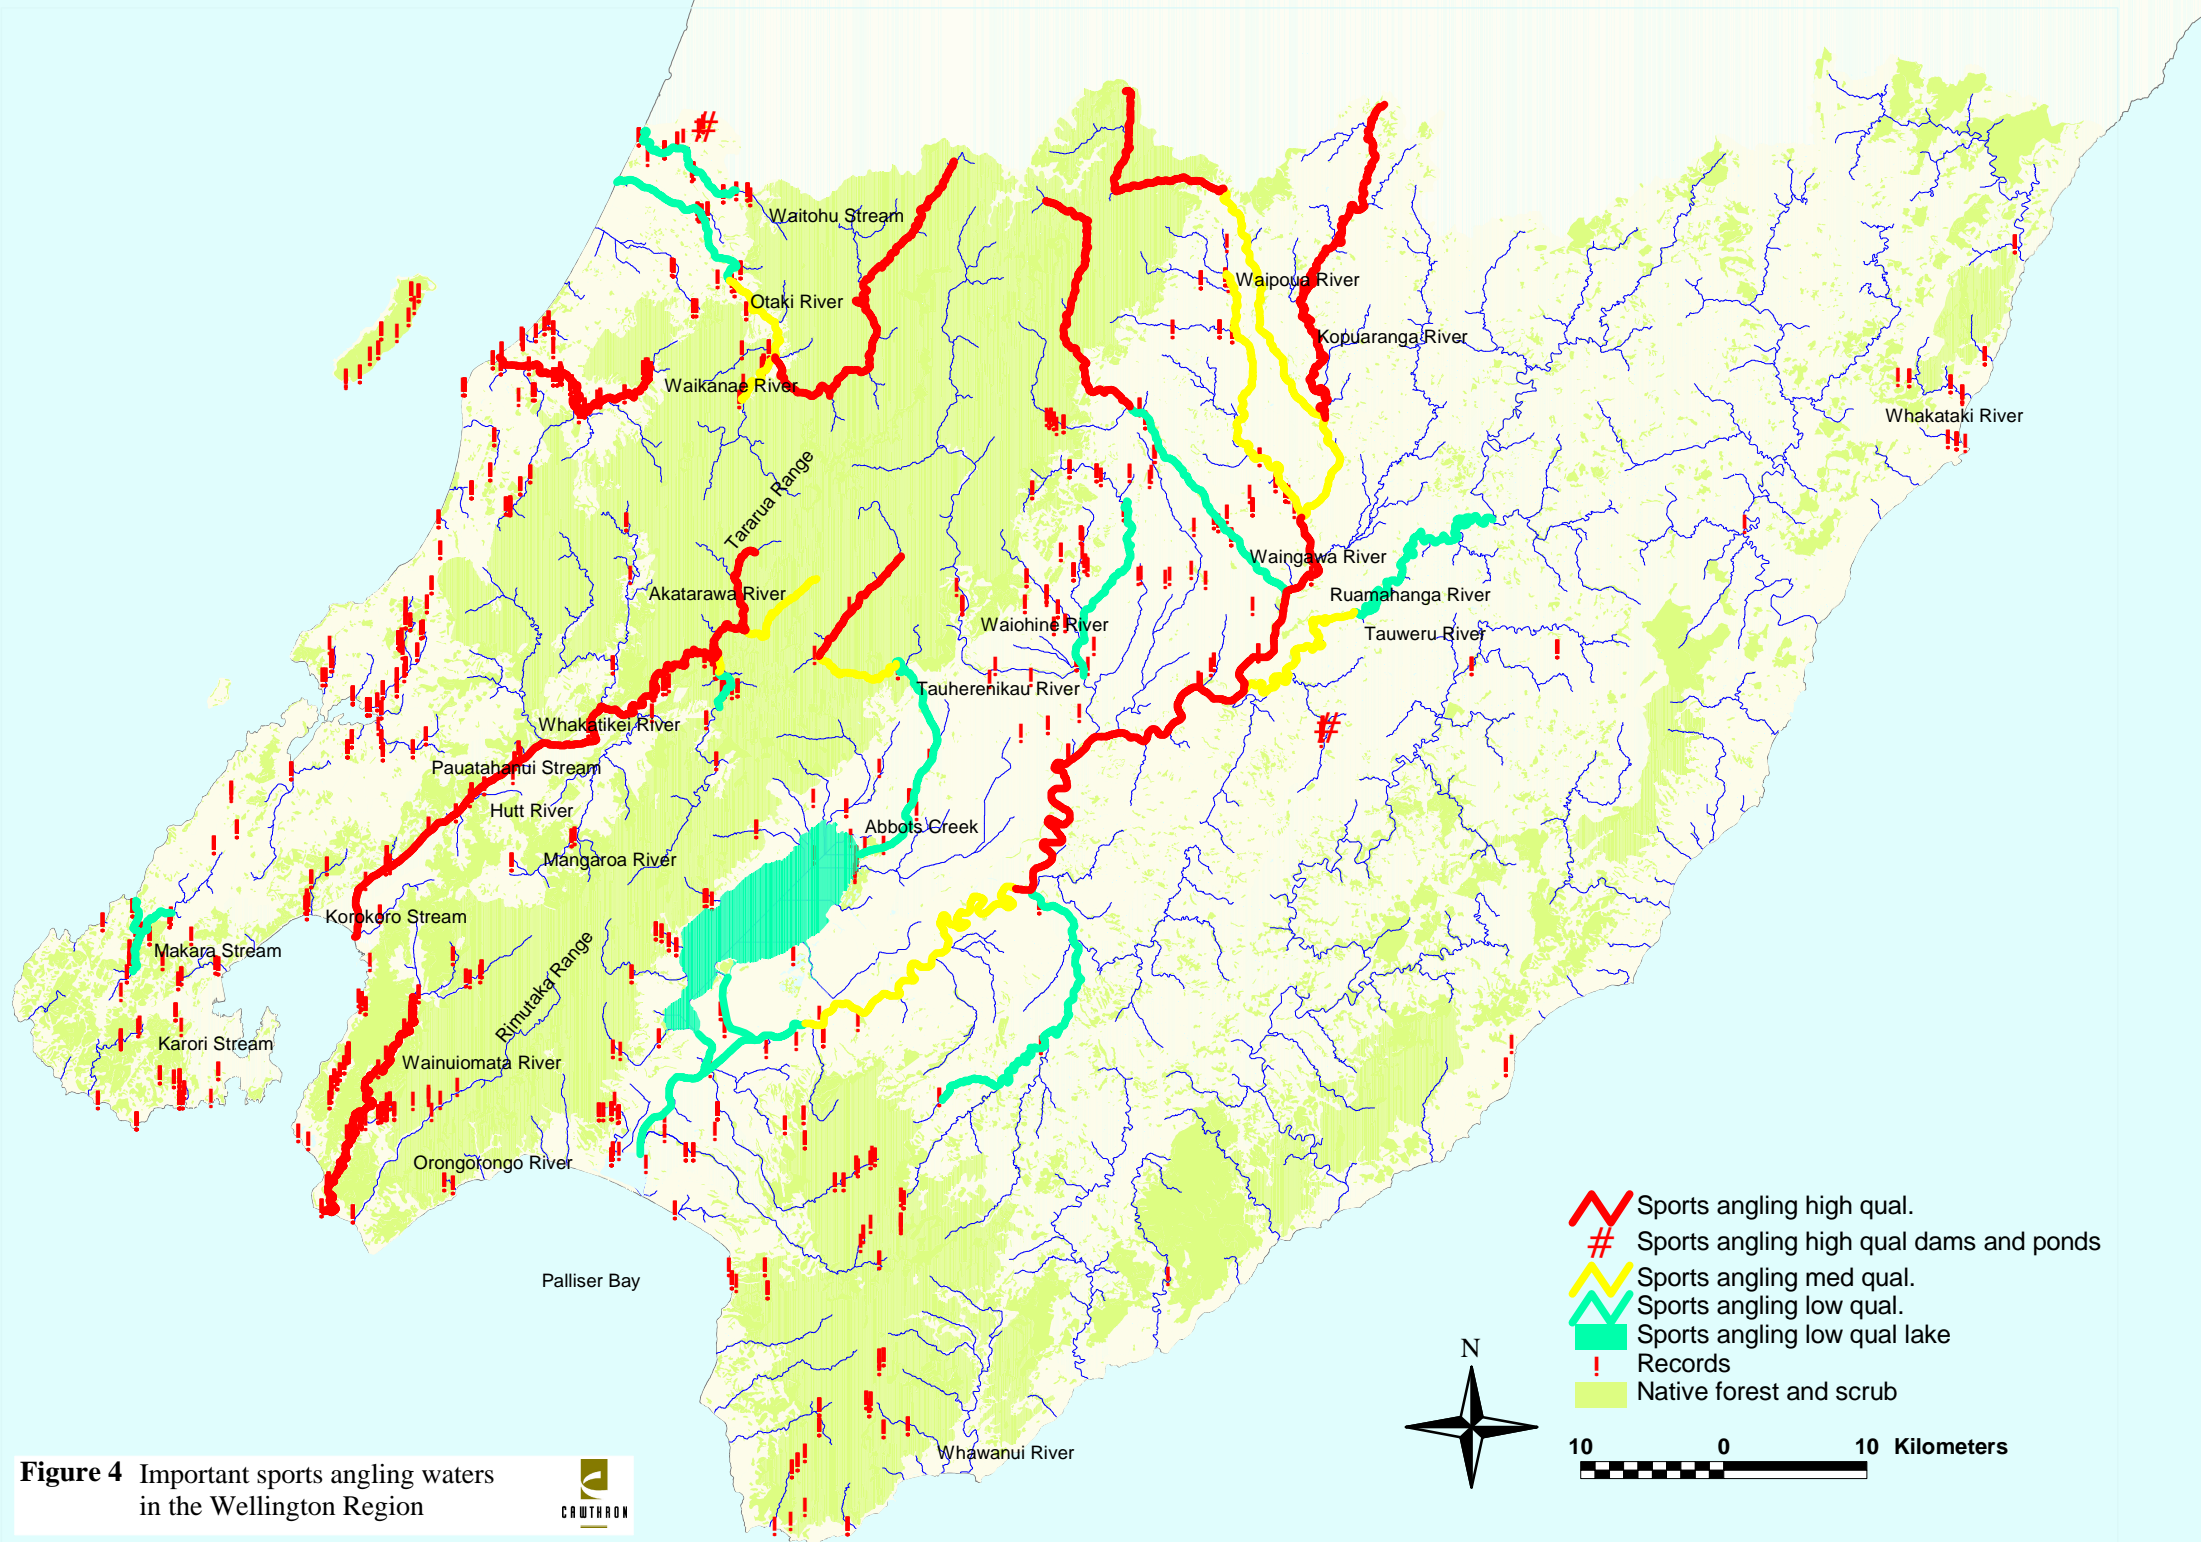 Waitohu Stream
Otaki River
Waipoua River
Kopuaranga River
Waikanae River
Whakataki River
Tararua Range
Waingawa River
Akatarawa River
Ruamahanga River
Waiohine River
Tauweru River
Tauherenikau River
Whakatikei River
Pauatahanui Stream
Hutt River
Abbots Creek
Mangaroa River
Korokoro Stream
Makara Stream
Rimutaka Range
Karori Stream
Wainuiomata River
Orongorongo River
Palliser Bay
Whawanui River
Sports angling high qual.
# Sports angling high qual dams and ponds
Sports angling med qual.
Sports angling low qual.
Sports angling low qual lake
! Records
Native forest and scrub
N
10 0 10 Kilometers
Figure 4 Important sports angling waters
in the Wellington Region
CAWTHRON